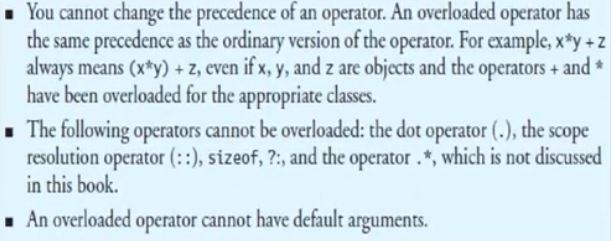 ▪ You cannot change the precedence of an operator. An overloaded operator has
the same precedence as the ordinary version of the operator. For example, x*y + z
always means (x*y) + z, even if x, y, and z are objects and the operators + and *
have been overloaded for the appropriate classes.
▪ The following operators cannot be overloaded: the dot operator (.), the scope
resolution operator (::), sizeof, ?:, and the operator .*, which is not discussed
in this book.
▪ An overloaded operator cannot have default arguments.